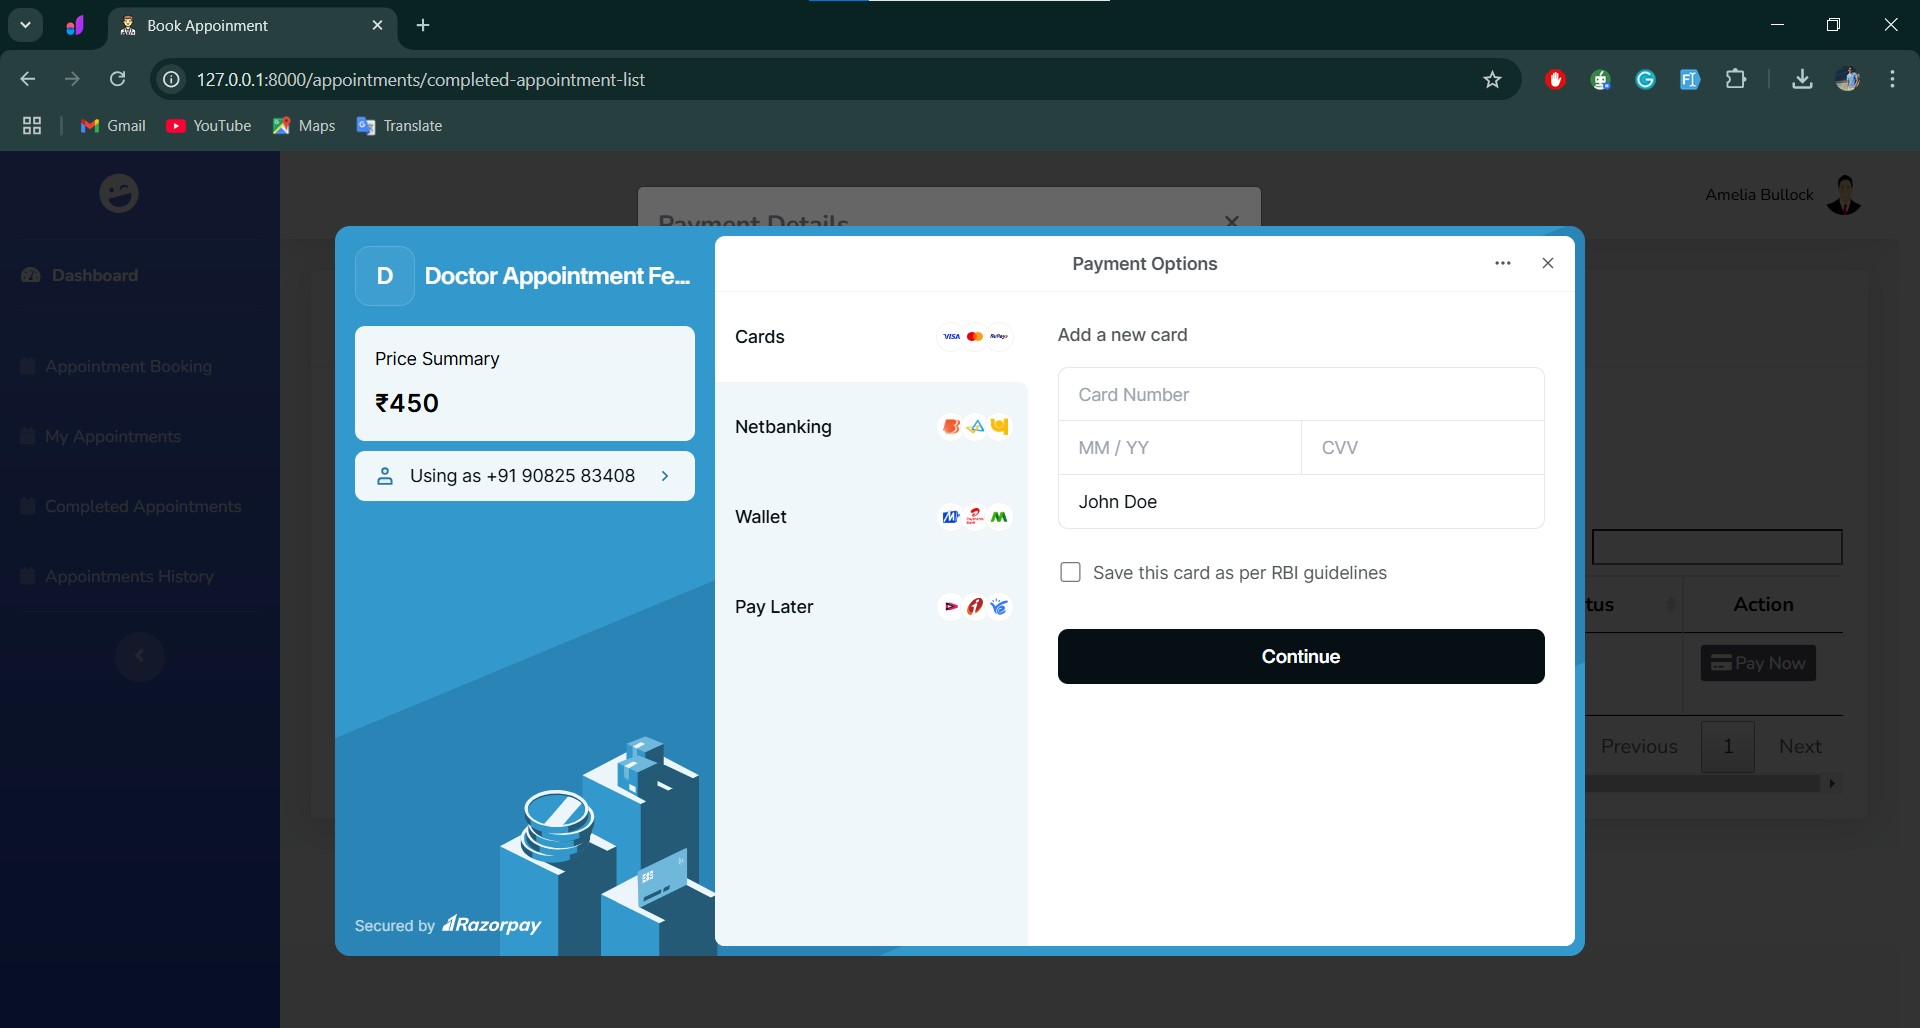 Book Appoinment
127.0.0.1:8000/appointments/completed-appointment-list
Gmail
YouTube
Maps
Translate
Amelia Bullock
Payment Details
Dashboard
Appointment Booking
My Appointments
Completed Appointments
Appointments History
D
Doctor Appointment Fe...
Price Summary
₹450
Using as +91 90825 83408
Secured by Razorpay
Payment Options
Cards
VISA
RuPay
Netbanking
Wallet
Pay Later
Add a new card
Card Number
MM / YY
CVV
John Doe
Save this card as per RBI guidelines
Continue
tus
Action
Pay Now
Previous
1
Next